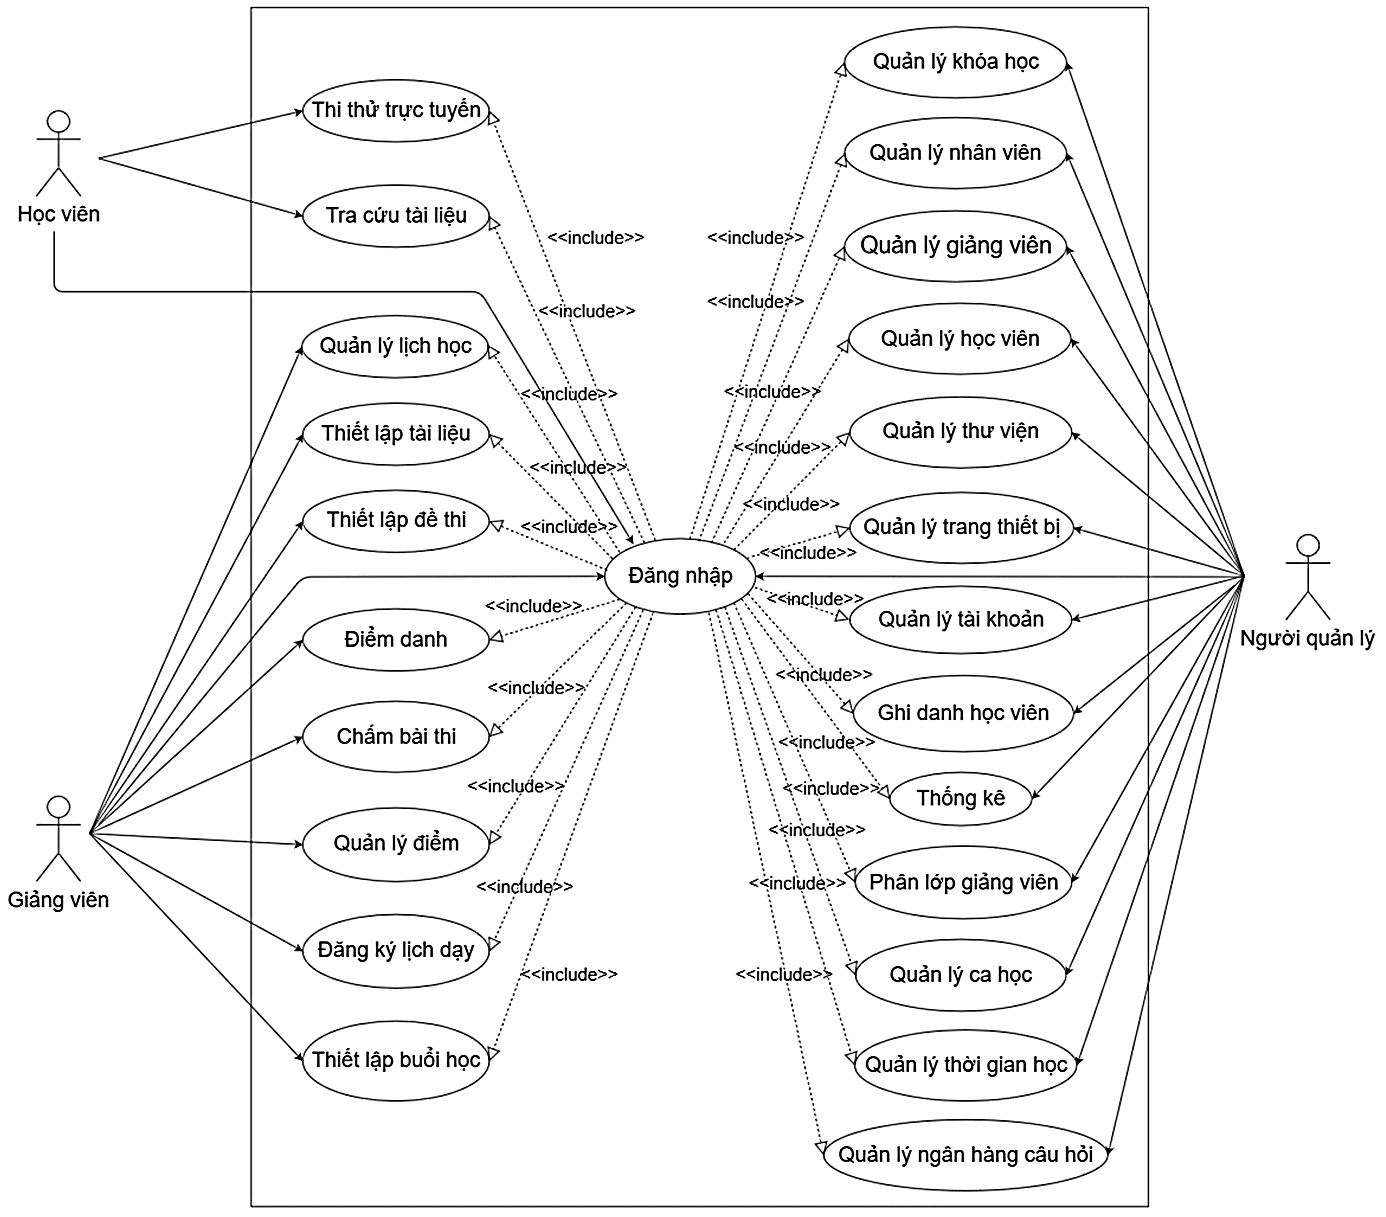 Học viên
Giảng viên
Thi thử trực tuyến
Tra cứu tài liệu
Quản lý lịch học
Thiết lập tài liệu
Thiết lập đề thi
Điểm danh
Chấm bài thi
Quản lý điểm
Đăng ký lịch dạy
Thiết lập buổi học
<<include>>
<<include>>
<<include>>
<<include>>
<<include>>
<<include>>
<<include>>
<<include>>
<<include>>
<<include>>
Đăng nhập
<<include>>
<<include>>
<<include>>
<<include>>
<<include>>
<<include>>
<<include>>
<<include>>
<<include>>
<<include>>
<<include>>
<<include>>
<<include>>
Quản lý khóa học
Quản lý nhân viên
Quản lý giảng viên
Quản lý học viên
Quản lý thư viện
Quản lý trang thiết bị
Quản lý tài khoản
Ghi danh học viên
Thống kê
Phân lớp giảng viên
Quản lý ca học
Quản lý thời gian học
Quản lý ngân hàng câu hỏi
Người quản lý